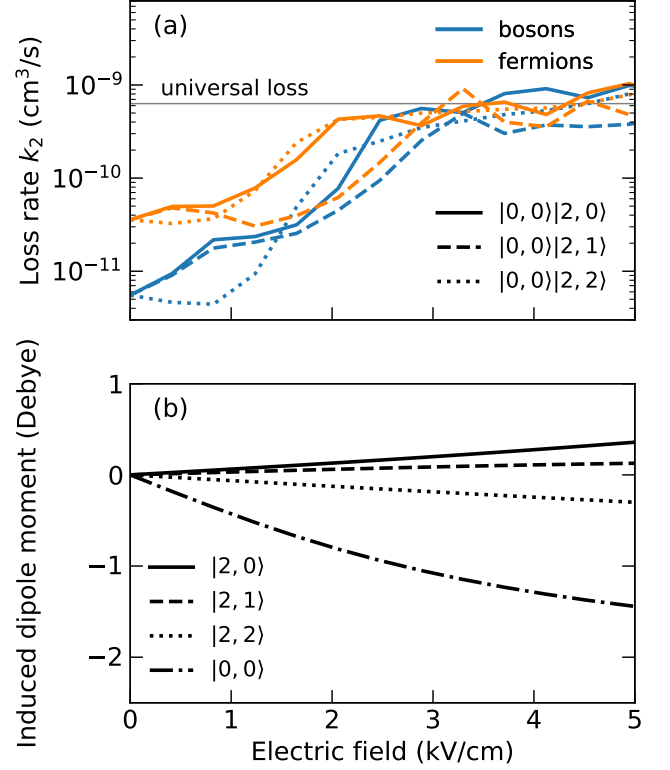 (a)
bosons
fermions
universal loss
|0, 0⟩|2, 0⟩
|0, 0⟩|2, 1⟩
|0, 0⟩|2, 2⟩
10⁻⁹
10⁻¹⁰
10⁻¹¹
Loss rate k₂ (cm³/s)
(b)
|2, 0⟩
|2, 1⟩
|2, 2⟩
|0, 0⟩
1
0
−1
−2
Induced dipole moment (Debye)
0 1 2 3 4 5
Electric field (kV/cm)